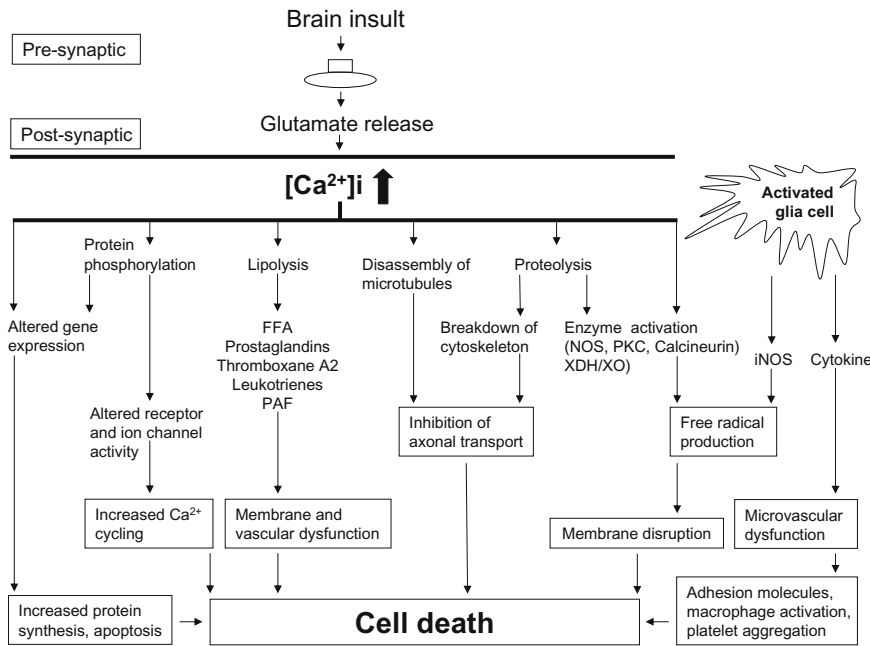 Brain insult
Pre-synaptic
Glutamate release
Post-synaptic
[Ca²⁺]i
Activated
glia cell
Protein
phosphorylation
Lipolysis
Disassembly of
microtubules
Proteolysis
Altered gene
expression
FFA
Prostaglandins
Thromboxane A2
Leukotrienes
PAF
Breakdown of
cytoskeleton
Enzyme activation
(NOS, PKC, Calcineurin)
XDH/XO)
iNOS
Cytokine
Altered receptor
and ion channel
activity
Inhibition of
axonal transport
Free radical
production
Increased Ca²⁺
cycling
Membrane and
vascular dysfunction
Membrane disruption
Microvascular
dysfunction
Increased protein
synthesis, apoptosis
Cell death
Adhesion molecules,
macrophage activation,
platelet aggregation